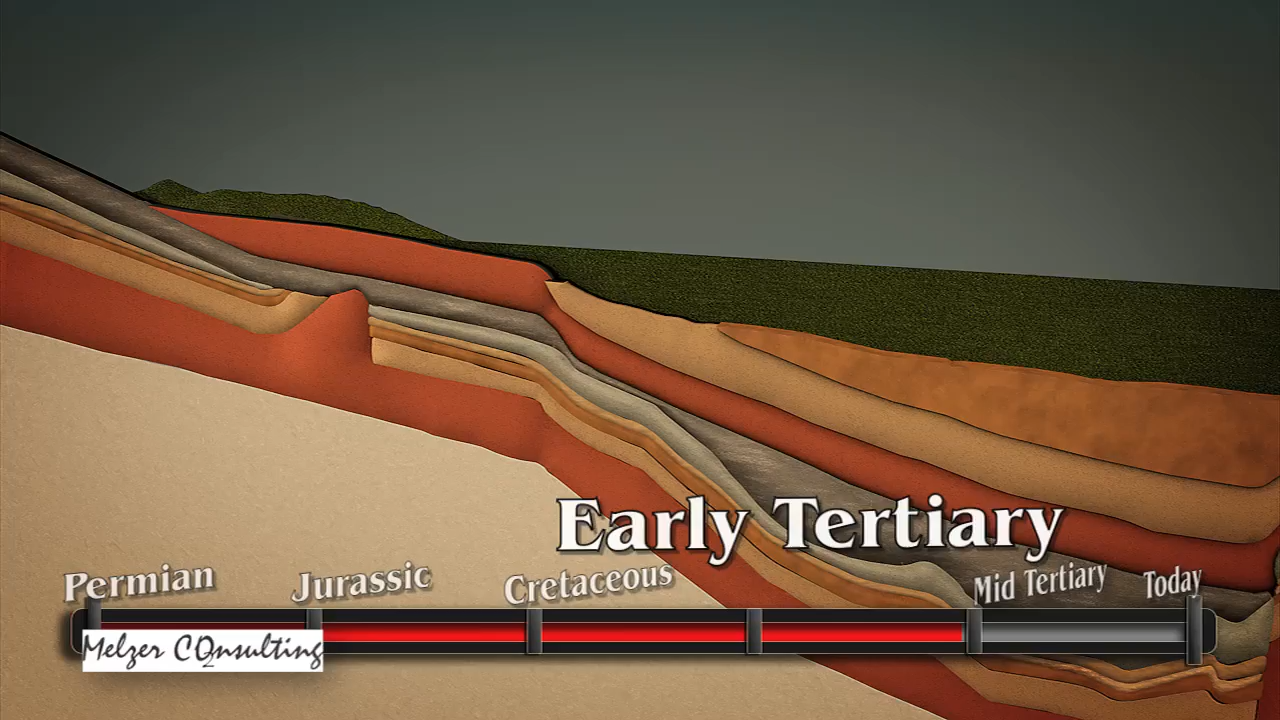 Early Tertiary
Permian
Jurassic
Cretaceous
Mid Tertiary
Today
Melzer CO2nsulting